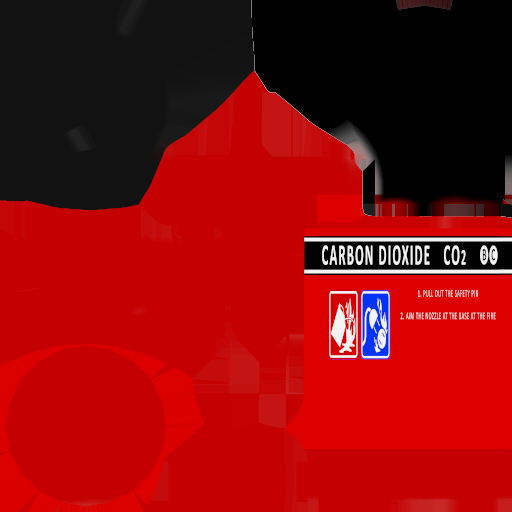 CARBON DIOXIDE CO2 BC
1. PULL OUT THE SAFETY PIN
2. AIM THE NOZZLE AT THE BASE AT THE FIRE